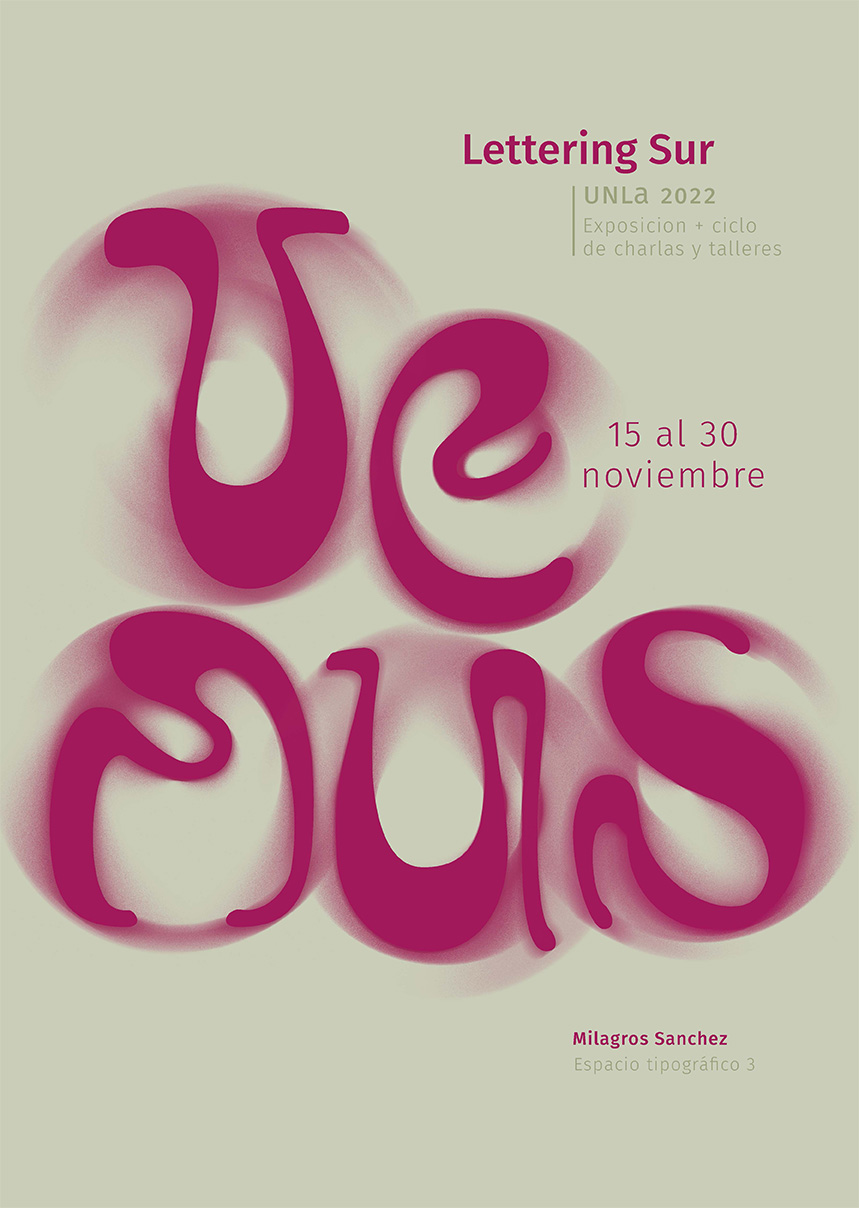 Lettering Sur
UNLa 2022
Exposicion + ciclo
de charlas y talleres
Ve
15 al 30
noviembre
nus
Milagros Sanchez
Espacio tipográfico 3